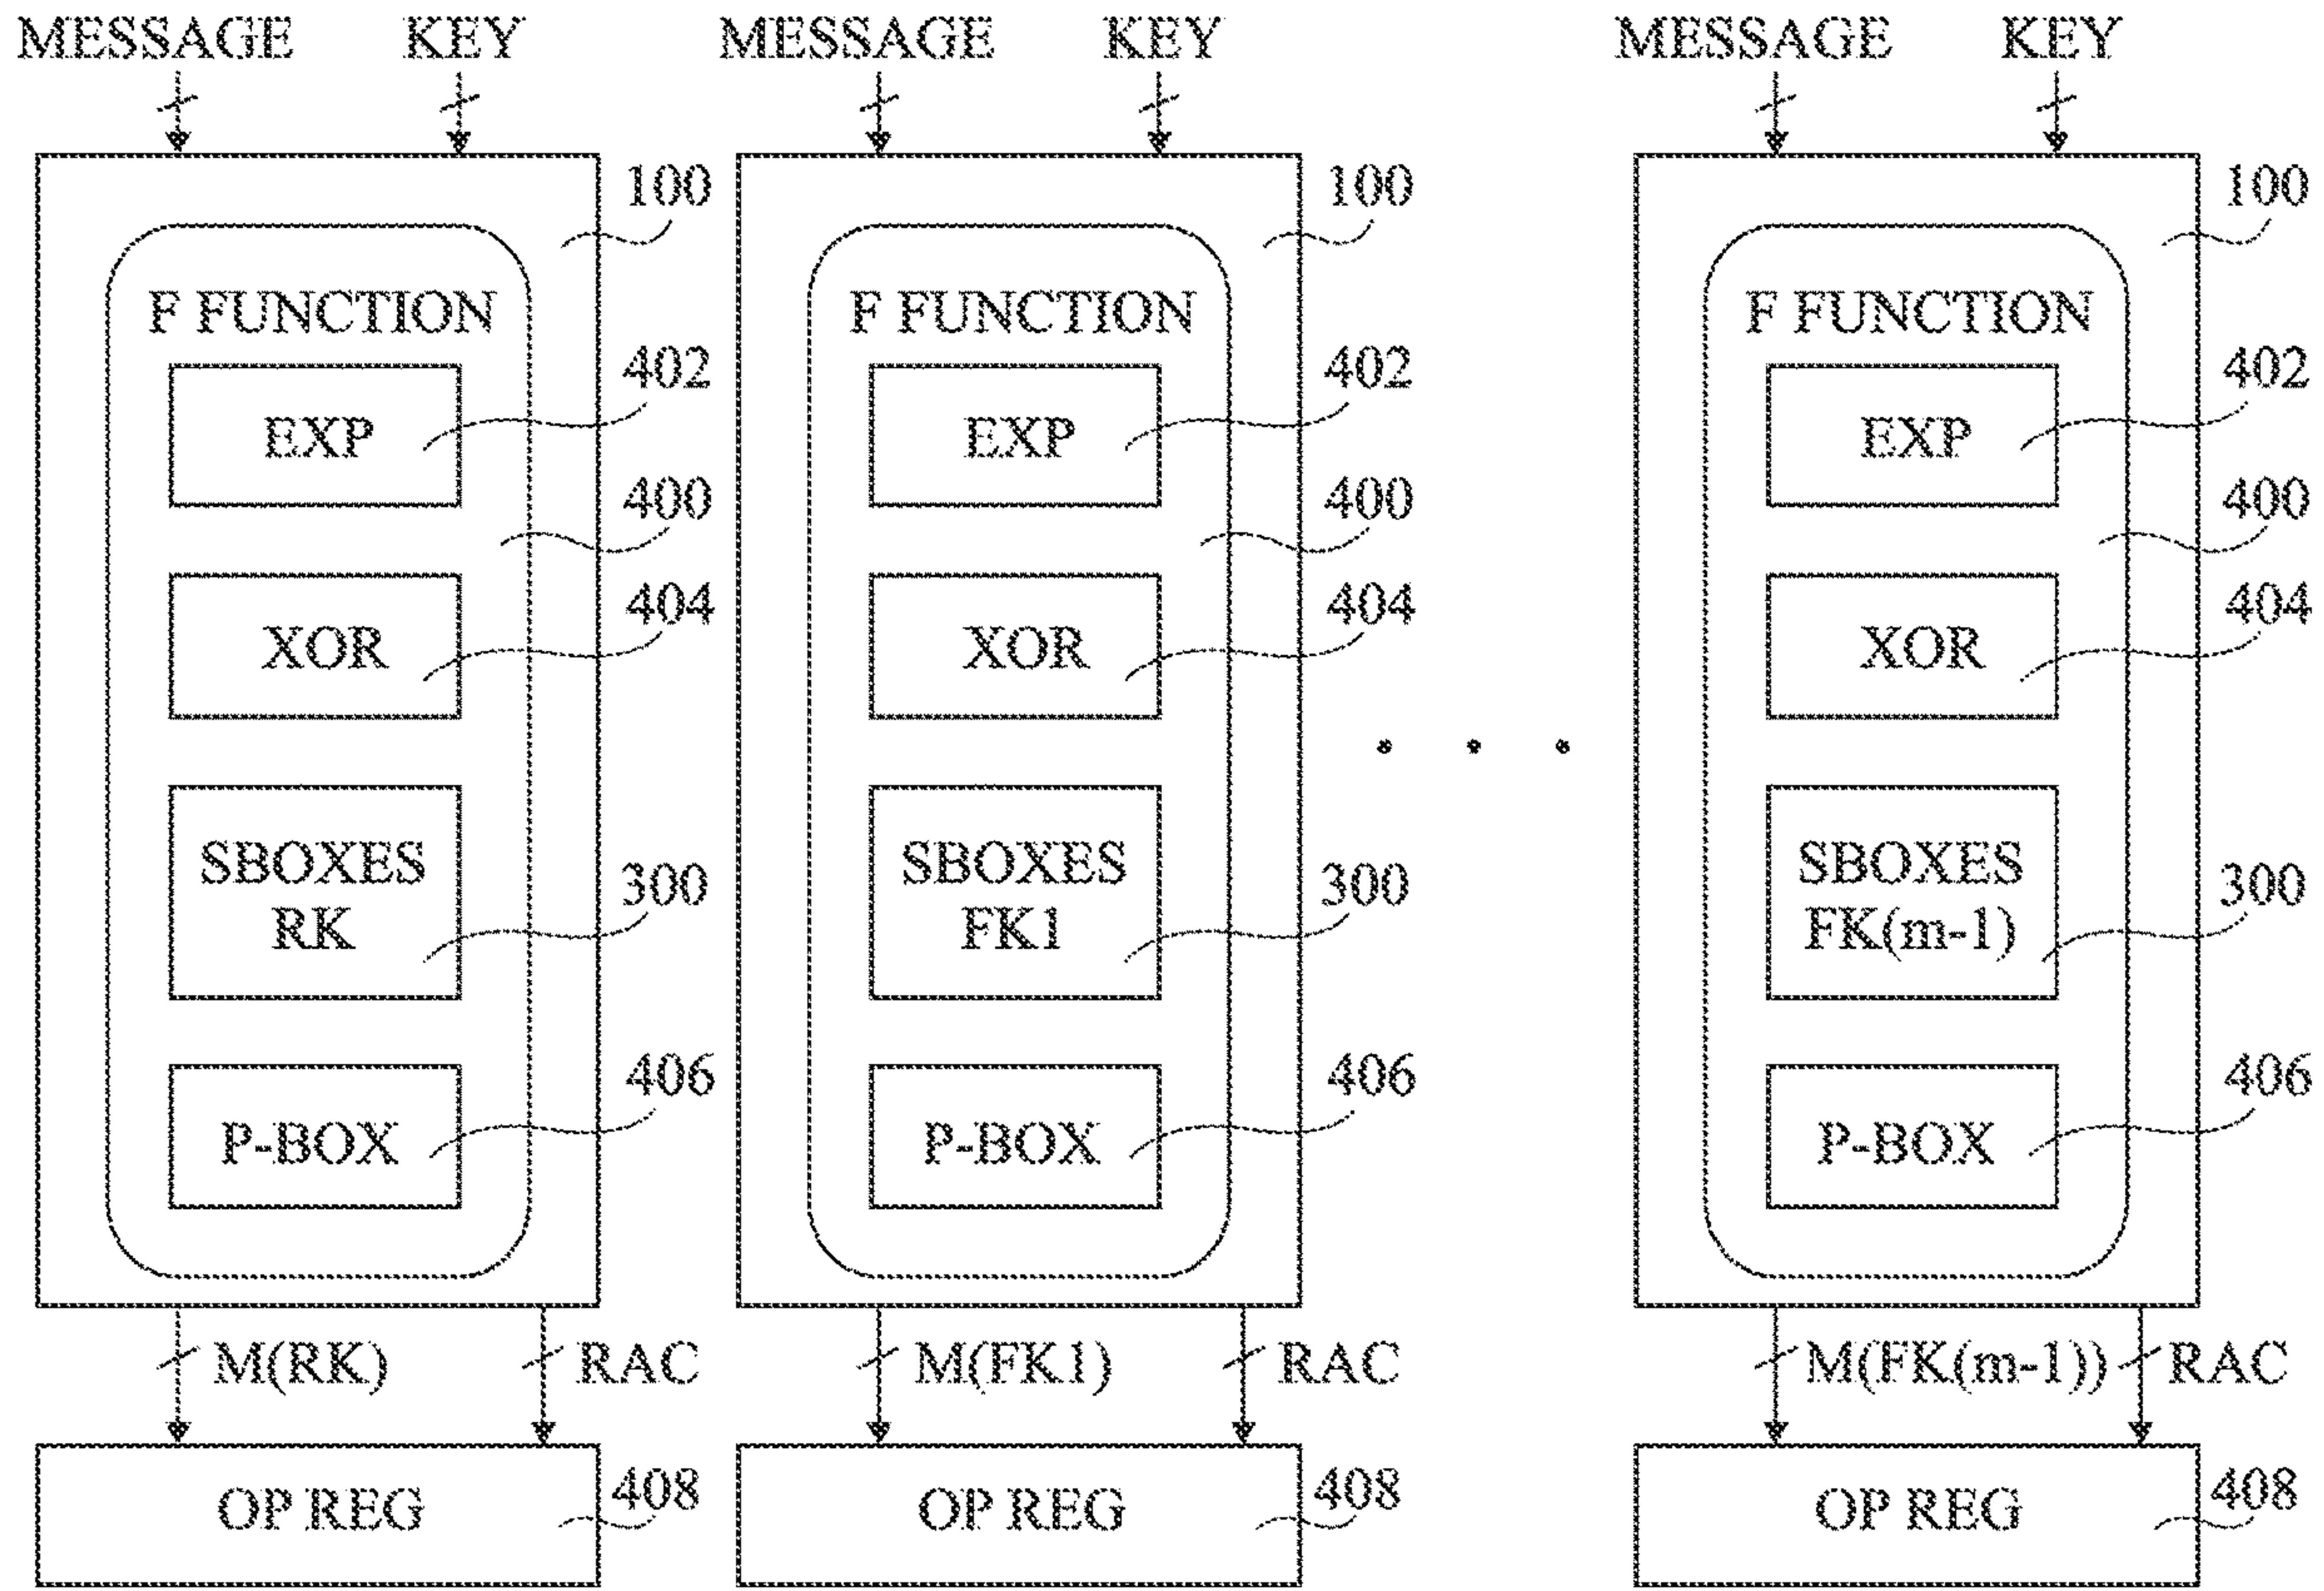 MESSAGE KEY MESSAGE KEY MESSAGE KEY
100 100 100
F FUNCTION F FUNCTION F FUNCTION
402 402 402
EXP EXP EXP
400 400 400
404 404 404
XOR XOR XOR
. . .
SBOXES SBOXES SBOXES
300 300 300
RK FK1 FK(m-1)
406 406 406
P-BOX P-BOX P-BOX
M(RK) RAC M(FK1) RAC M(FK(m-1)) RAC
408 408 408
OP REG OP REG OP REG